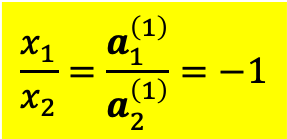 x₁/x₂ = a₁⁽¹⁾/a₂⁽¹⁾ = −1